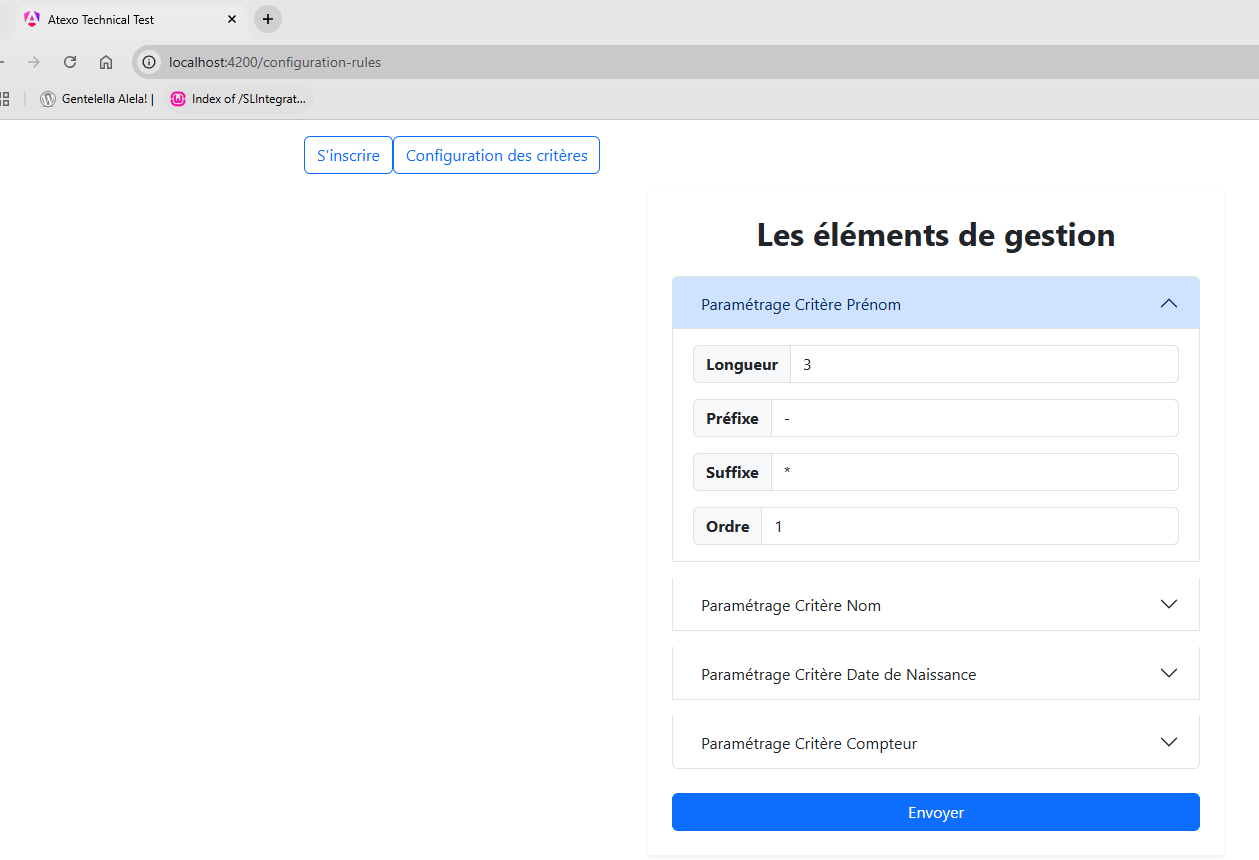 Atexo Technical Test
localhost:4200/configuration-rules
Gentelella Alela! |
Index of /SLIntegrat...
S'inscrire
Configuration des critères
Les éléments de gestion
Paramétrage Critère Prénom
Longueur 3
Préfixe -
Suffixe *
Ordre 1
Paramétrage Critère Nom
Paramétrage Critère Date de Naissance
Paramétrage Critère Compteur
Envoyer